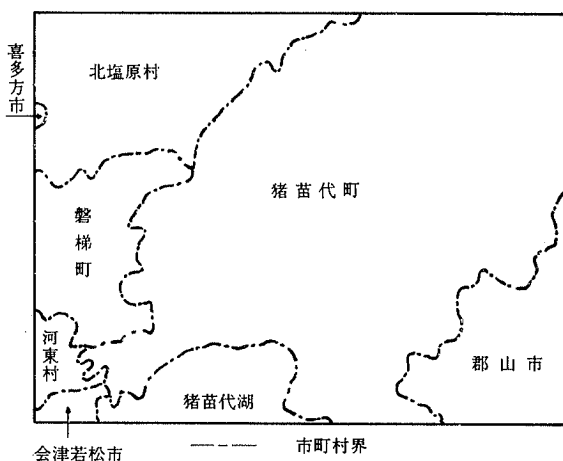 喜多方市
北塩原村
猪苗代町
磐梯町
河東村
郡山市
猪苗代湖
会津若松市
市町村界